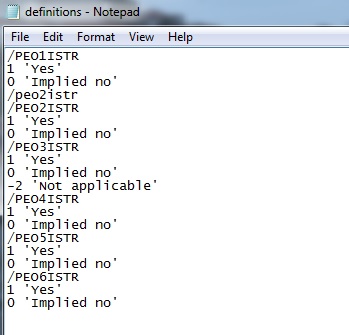 definitions - Notepad
File Edit Format View Help
/PEO1ISTR
1 'Yes'
0 'Implied no'
/peo2istr
/PEO2ISTR
1 'Yes'
0 'Implied no'
/PEO3ISTR
1 'Yes'
0 'Implied no'
-2 'Not applicable'
/PEO4ISTR
1 'Yes'
0 'Implied no'
/PEO5ISTR
1 'Yes'
0 'Implied no'
/PEO6ISTR
1 'Yes'
0 'Implied no'